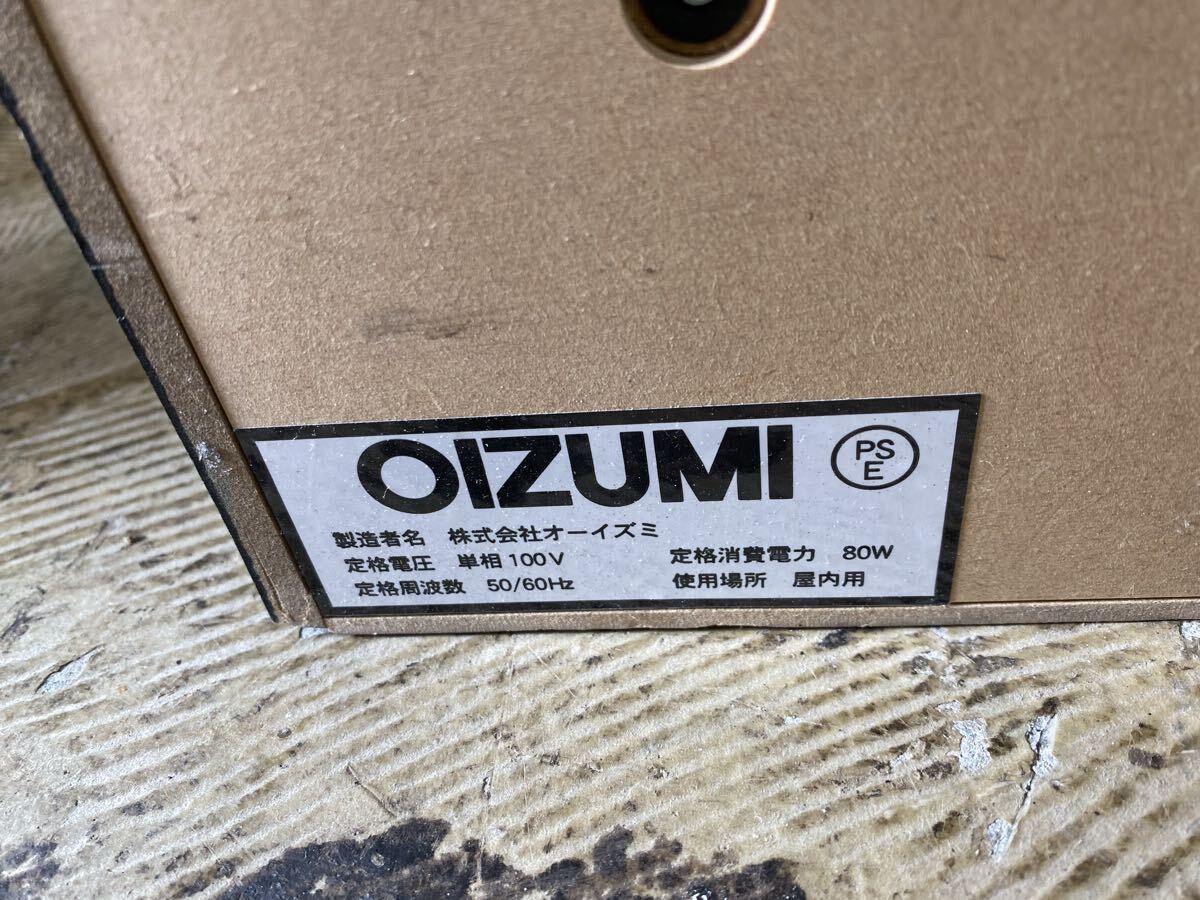 OIZUMI
PS
E
製造者名 株式会社オーイズミ
定格電圧 単相100V 定格消費電力 80W
定格周波数 50/60Hz 使用場所 屋内用